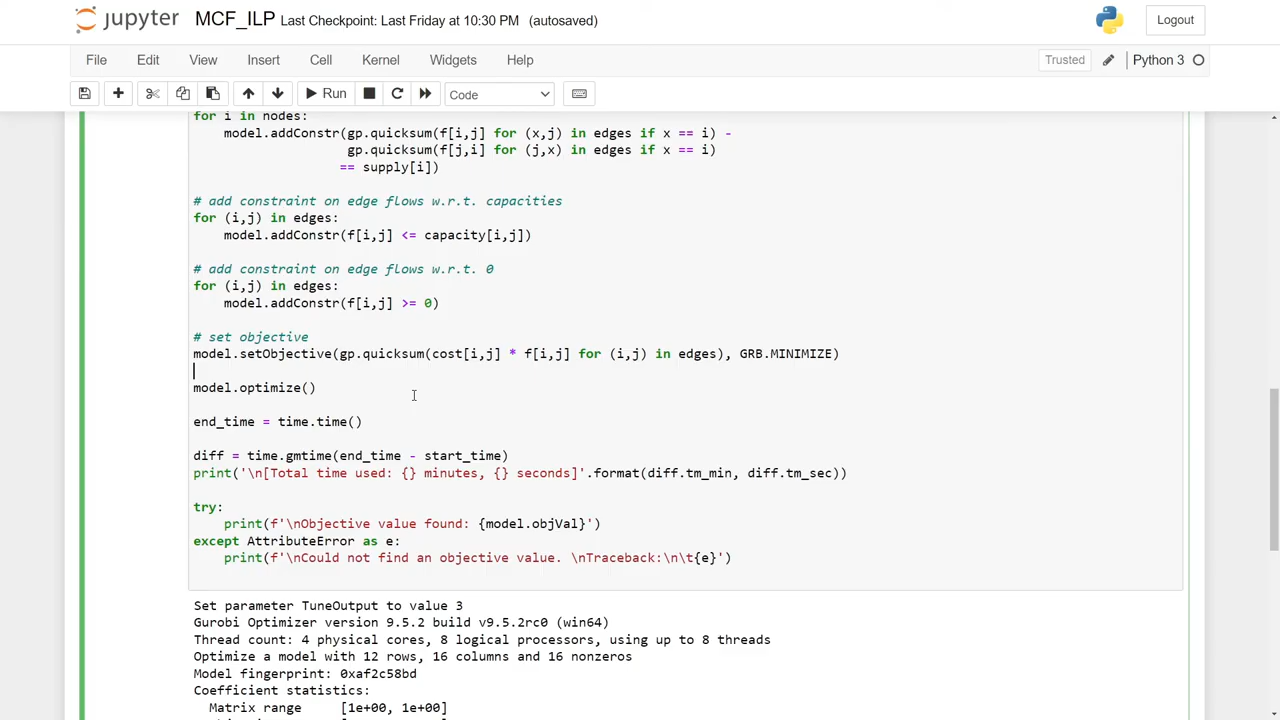 jupyter MCF_ILP Last Checkpoint: Last Friday at 10:30 PM (autosaved) Logout
File Edit View Insert Cell Kernel Widgets Help Trusted Python 3
Run Code
for i in nodes:
    model.addConstr(gp.quicksum(f[i,j] for (x,j) in edges if x == i) -
                    gp.quicksum(f[j,i] for (j,x) in edges if x == i)
                   == supply[i])
# add constraint on edge flows w.r.t. capacities
for (i,j) in edges:
    model.addConstr(f[i,j] <= capacity[i,j])
# add constraint on edge flows w.r.t. 0
for (i,j) in edges:
    model.addConstr(f[i,j] >= 0)
# set objective
model.setObjective(gp.quicksum(cost[i,j] * f[i,j] for (i,j) in edges), GRB.MINIMIZE)
model.optimize()
end_time = time.time()
diff = time.gmtime(end_time - start_time)
print('\n[Total time used: {} minutes, {} seconds]'.format(diff.tm_min, diff.tm_sec))
try:
    print(f'\nObjective value found: {model.objVal}')
except AttributeError as e:
    print(f'\nCould not find an objective value. \nTraceback:\n\t{e}')
Set parameter TuneOutput to value 3
Gurobi Optimizer version 9.5.2 build v9.5.2rc0 (win64)
Thread count: 4 physical cores, 8 logical processors, using up to 8 threads
Optimize a model with 12 rows, 16 columns and 16 nonzeros
Model fingerprint: 0xaf2c58bd
Coefficient statistics:
  Matrix range     [1e+00, 1e+00]